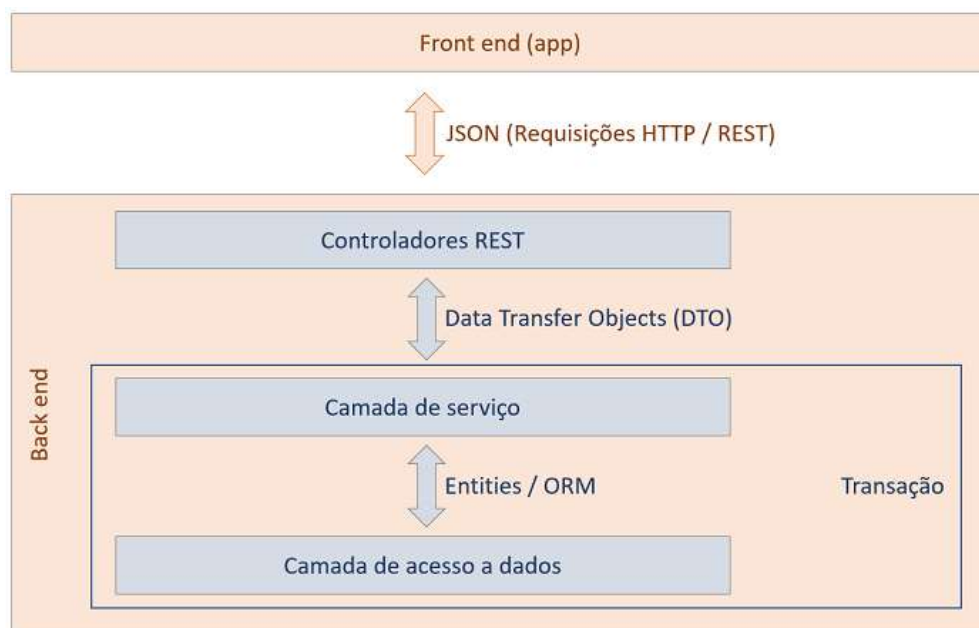 Front end (app)
JSON (Requisições HTTP / REST)
Back end
Controladores REST
Data Transfer Objects (DTO)
Camada de serviço
Entities / ORM
Transação
Camada de acesso a dados